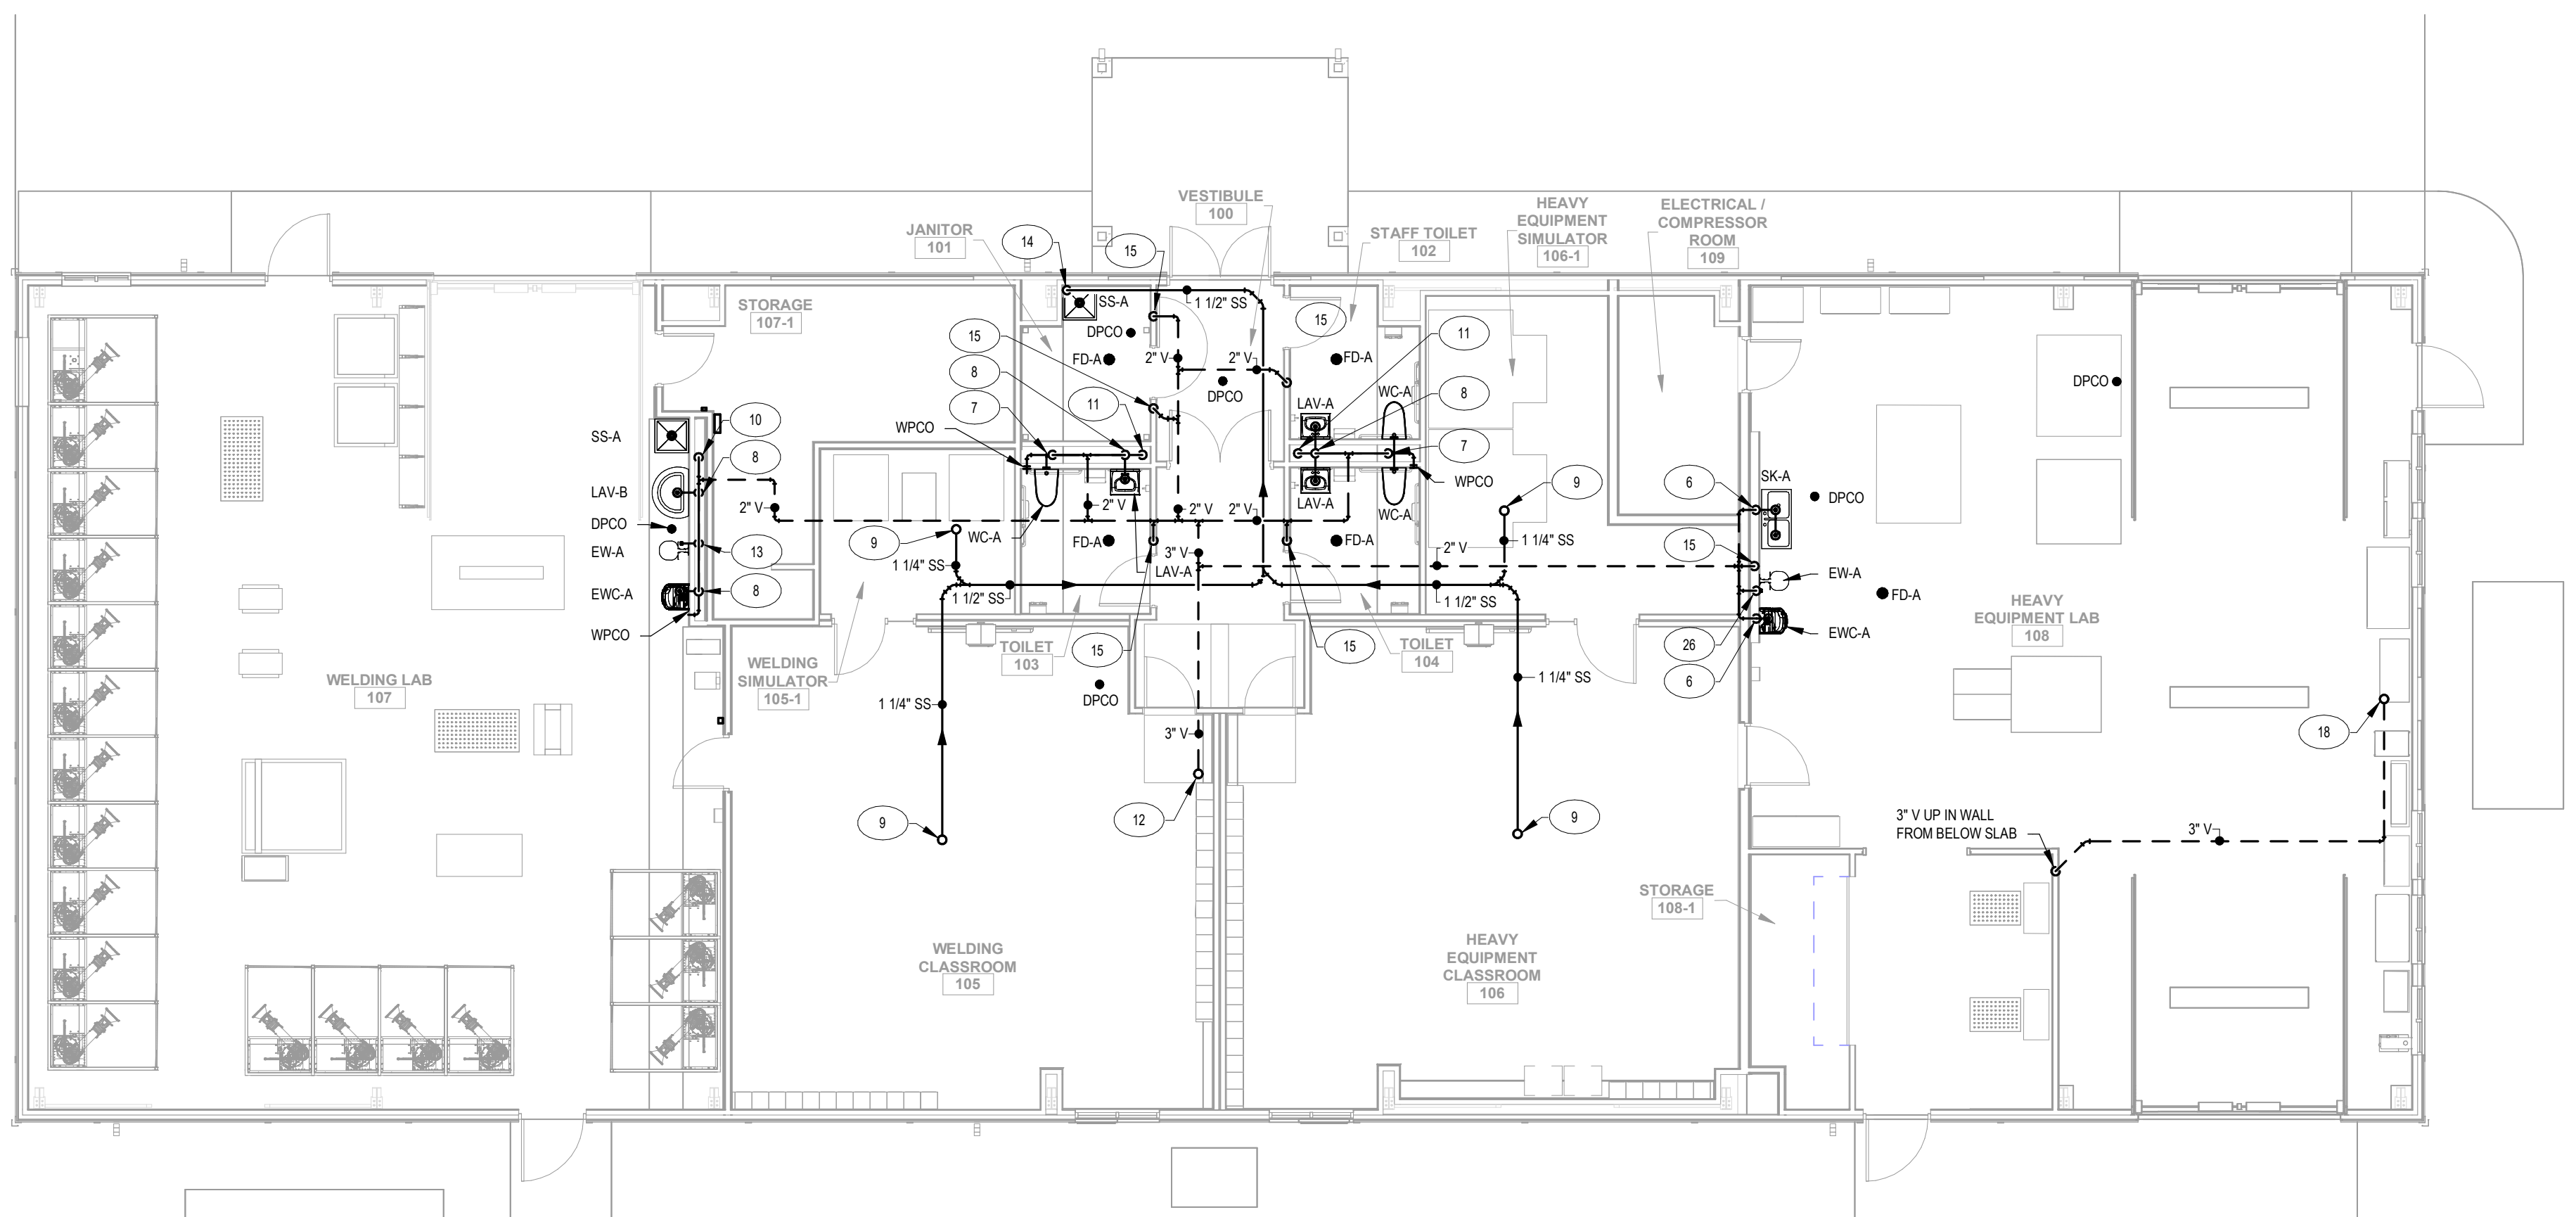 VESTIBULE
100
HEAVY
EQUIPMENT
SIMULATOR
106-1
ELECTRICAL /
COMPRESSOR
ROOM
109
JANITOR
101
14
15
STAFF TOILET
102
STORAGE
107-1
SS-A
1 1/2" SS
DPCO
15
15
11
FD-A
2" V
2" V
FD-A
DPCO
8
8
7
11
DPCO
LAV-A
WC-A
WPCO
10
7
SS-A
8
WPCO
9
6
SK-A
LAV-B
DPCO
2" V
2" V
2" V
2" V
LAV-A
WC-A
DPCO
EW-A
13
9
WC-A
FD-A
3" V
FD-A
2" V
1 1/4" SS
15
1 1/4" SS
LAV-A
EW-A
EWC-A
8
1 1/2" SS
1 1/2" SS
FD-A
HEAVY
EQUIPMENT LAB
108
WPCO
TOILET
103
15
15
TOILET
104
26
EWC-A
6
WELDING
SIMULATOR
105-1
WELDING LAB
107
DPCO
1 1/4" SS
1 1/4" SS
3" V
18
9
12
9
3" V UP IN WALL
FROM BELOW SLAB
3" V
STORAGE
108-1
WELDING
CLASSROOM
105
HEAVY
EQUIPMENT
CLASSROOM
106